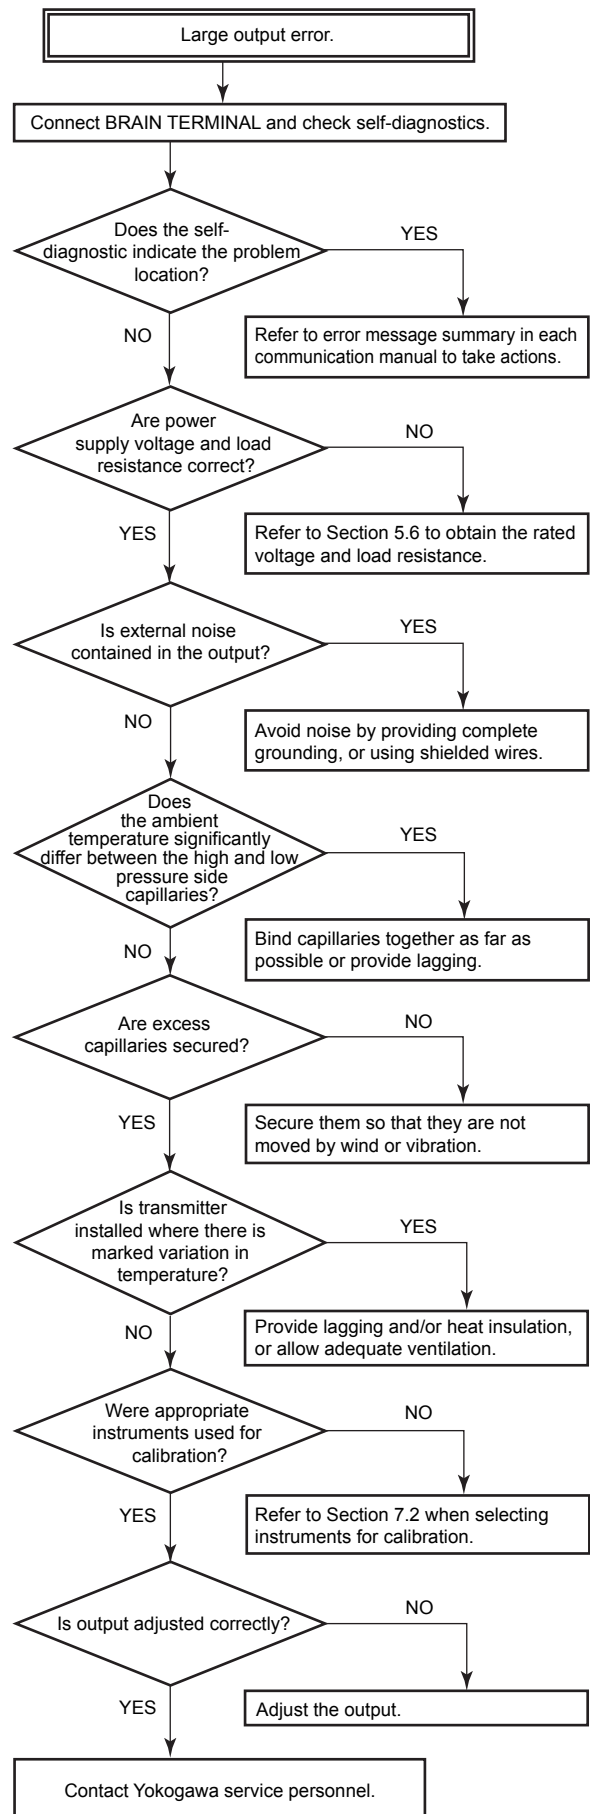 Large output error.
Connect BRAIN TERMINAL and check self-diagnostics.
Does the self-
diagnostic indicate the problem
location?
YES
NO
Refer to error message summary in each
communication manual to take actions.
Are power
supply voltage and load
resistance correct?
NO
YES
Refer to Section 5.6 to obtain the rated
voltage and load resistance.
Is external noise
contained in the output?
YES
NO
Avoid noise by providing complete
grounding, or using shielded wires.
Does
the ambient
temperature significantly
differ between the high and low
pressure side
capillaries?
YES
NO
Bind capillaries together as far as
possible or provide lagging.
Are excess
capillaries secured?
NO
YES
Secure them so that they are not
moved by wind or vibration.
Is transmitter
installed where there is
marked variation in
temperature?
YES
NO
Provide lagging and/or heat insulation,
or allow adequate ventilation.
Were appropriate
instruments used for
calibration?
NO
YES
Refer to Section 7.2 when selecting
instruments for calibration.
Is output adjusted correctly?
NO
YES
Adjust the output.
Contact Yokogawa service personnel.